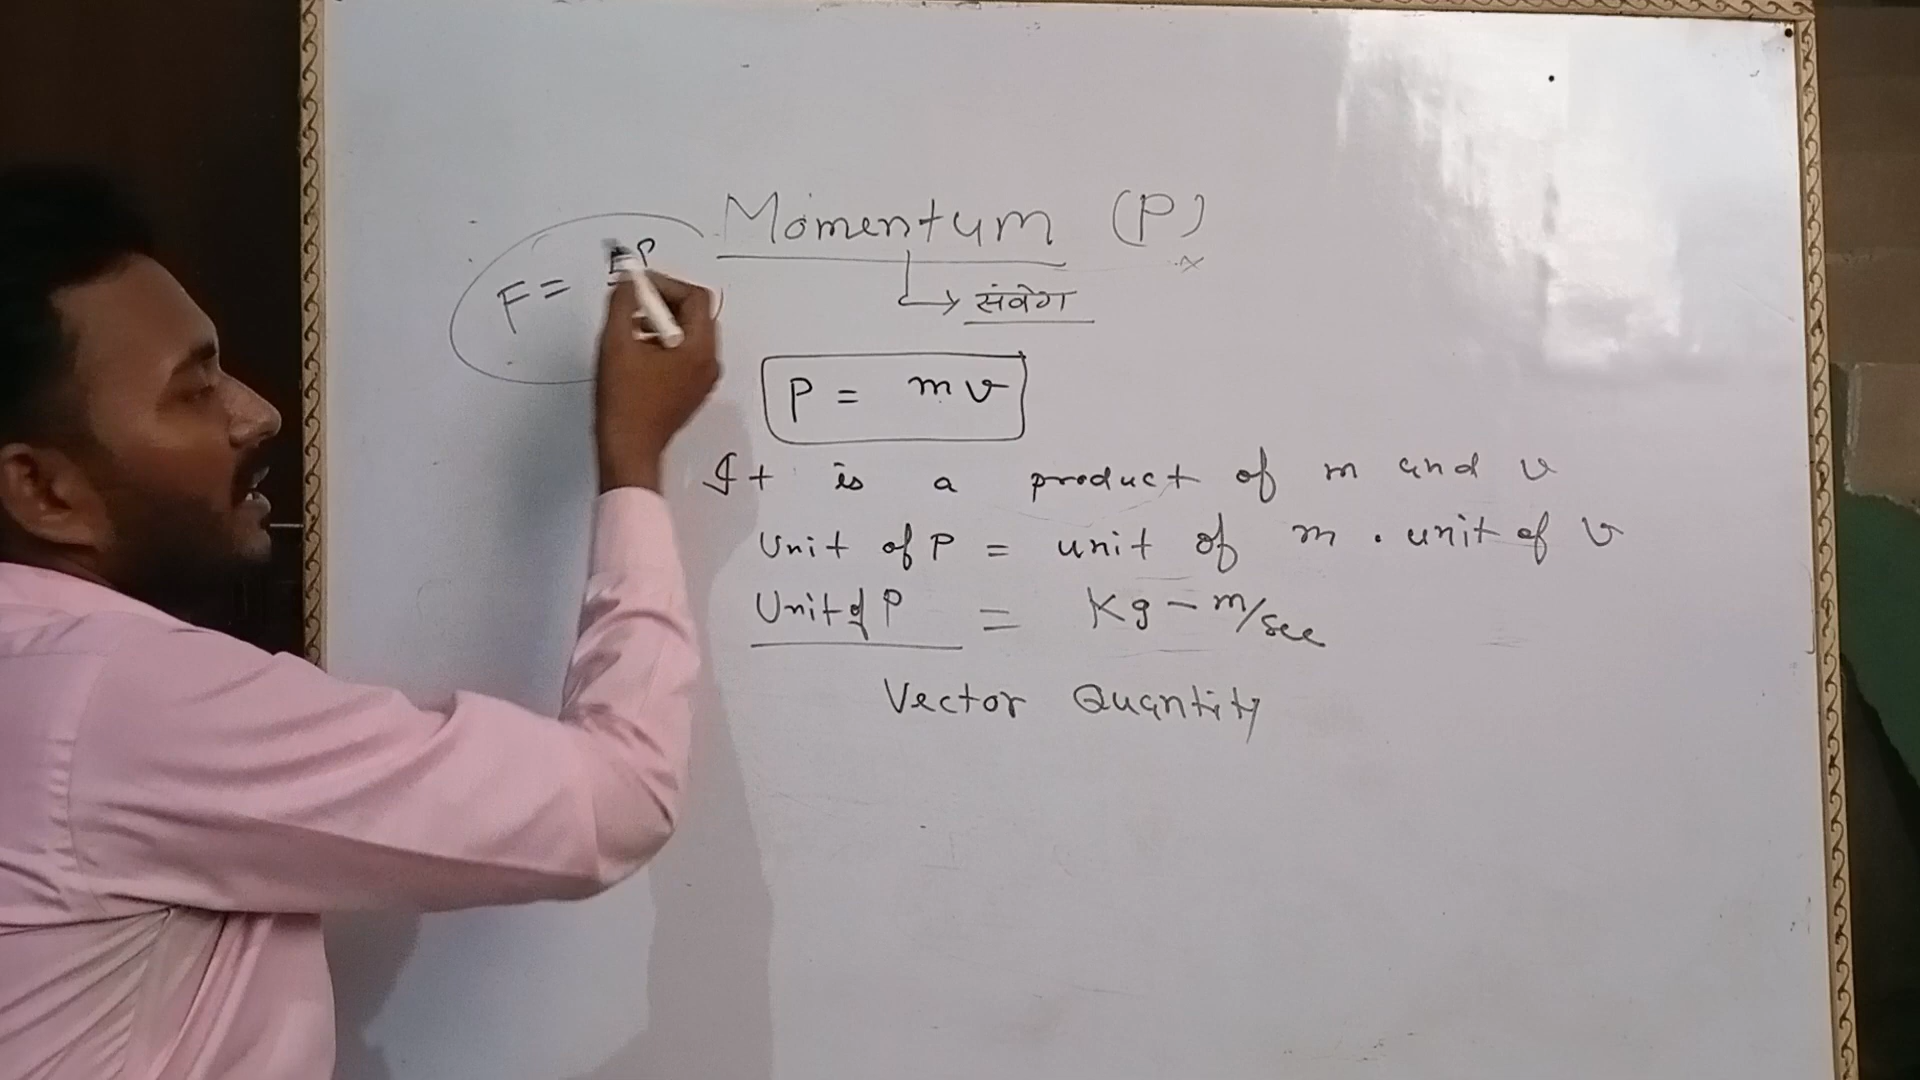 Momentum (P)
F =
संवेग
P = mv
It is a product of m and v
Unit of P = unit of m . unit of v
Unit of P = Kg - m/sec
Vector Quantity